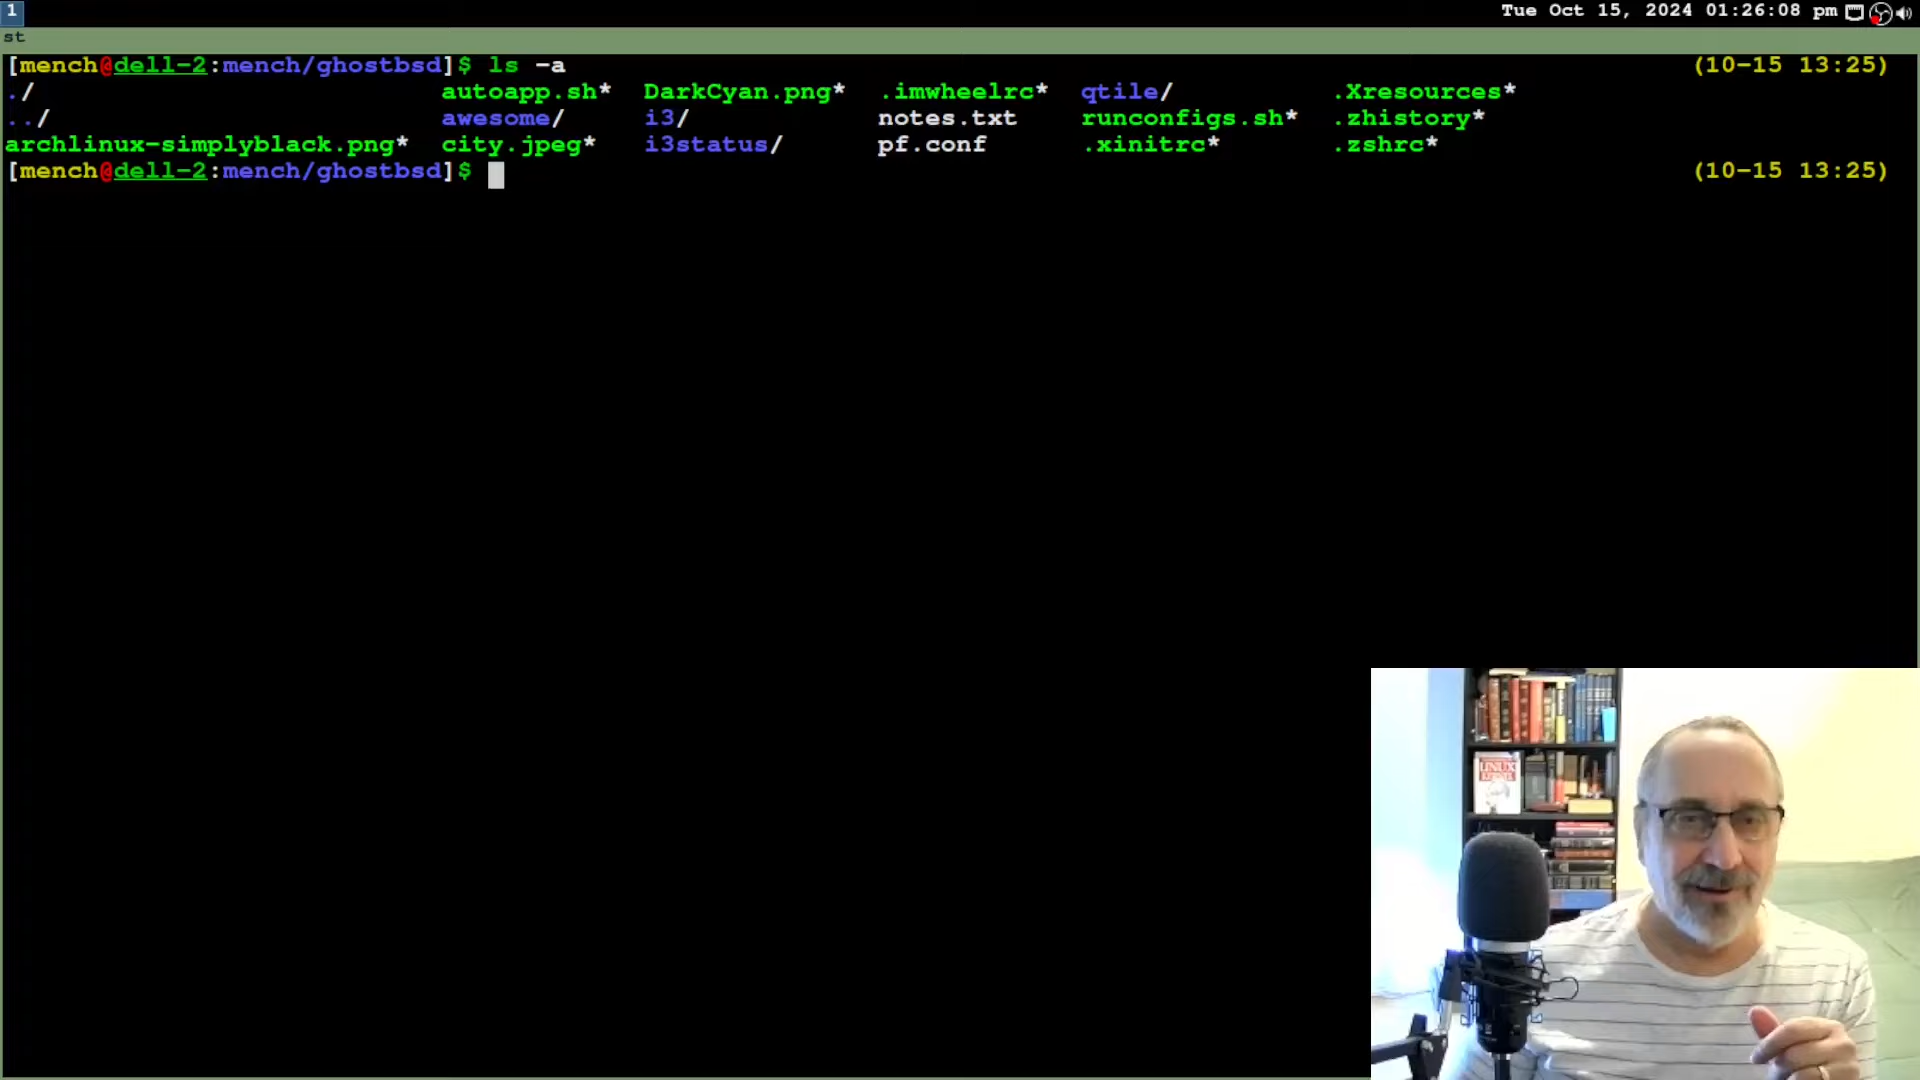 1
Tue Oct 15, 2024 01:26:08 pm
st
[mench@dell-2:mench/ghostbsd]$ ls -a (10-15 13:25)
./ autoapp.sh* DarkCyan.png* .imwheelrc* qtile/ .Xresources*
../ awesome/ i3/ notes.txt runconfigs.sh* .zhistory*
archlinux-simplyblack.png* city.jpeg* i3status/ pf.conf .xinitrc* .zshrc*
[mench@dell-2:mench/ghostbsd]$ (10-15 13:25)
LINUX